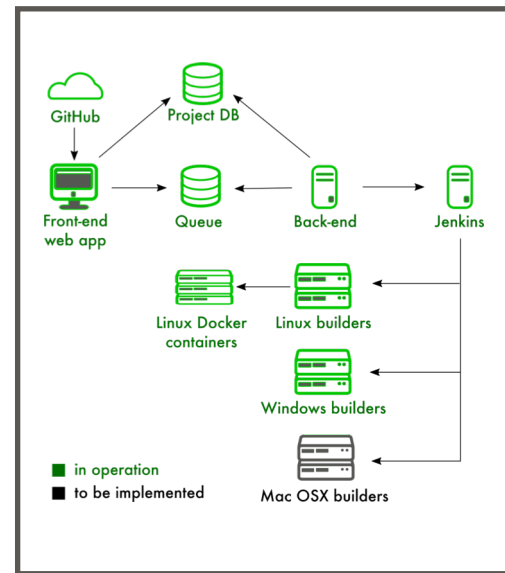 GitHub
Project DB
Front-end
web app
Queue
Back-end
Jenkins
Linux Docker
containers
Linux builders
Windows builders
Mac OSX builders
in operation
to be implemented